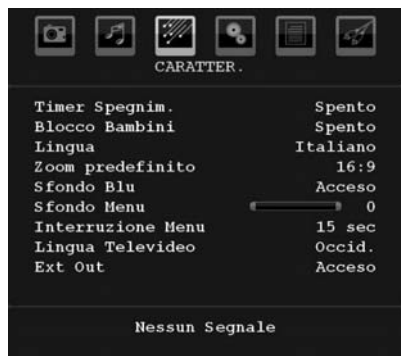 CARATTER.
Timer Spegnim. Spento
Blocco Bambini Spento
Lingua Italiano
Zoom predefinito 16:9
Sfondo Blu Acceso
Sfondo Menu 0
Interruzione Menu 15 sec
Lingua Televideo Occid.
Ext Out Acceso
Nessun Segnale